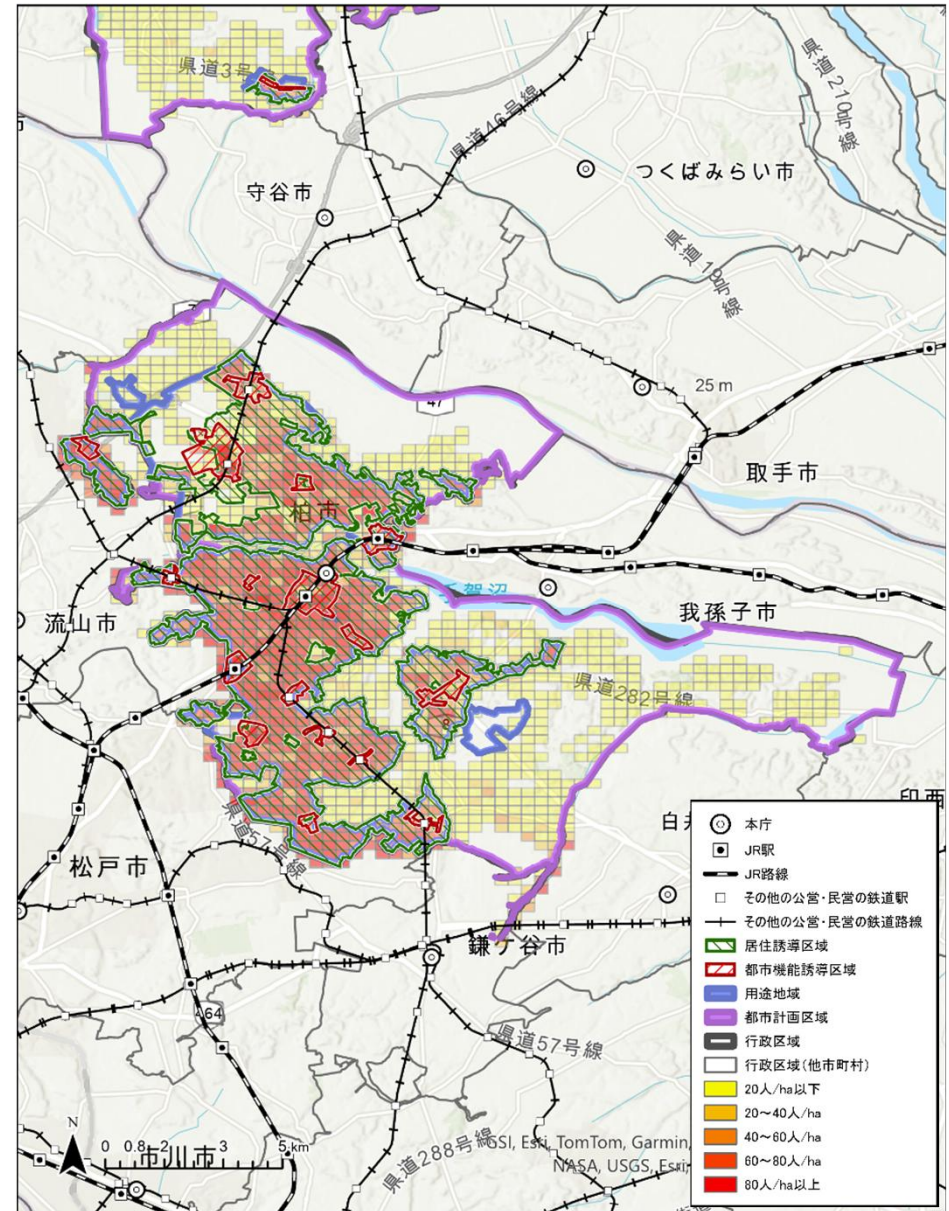 県道3号
県道46号線
県道210号線
守谷市
つくばみらい市
県道19号線
25 m
47
取手市
柏市
手賀沼
我孫子市
流山市
県道282号線
印西
白井
県道57号線
松戸市
鎌ケ谷市
464
県道57号線
県道288号線
N
0 0.8 2 3 5 km
市川市
GSI, Esri, TomTom, Garmin,
NASA, USGS, Esri,
本庁
JR駅
JR路線
その他の公営・民営の鉄道駅
その他の公営・民営の鉄道路線
居住誘導区域
都市機能誘導区域
用途地域
都市計画区域
行政区域
行政区域(他市町村)
20人/ha以下
20～40人/ha
40～60人/ha
60～80人/ha
80人/ha以上